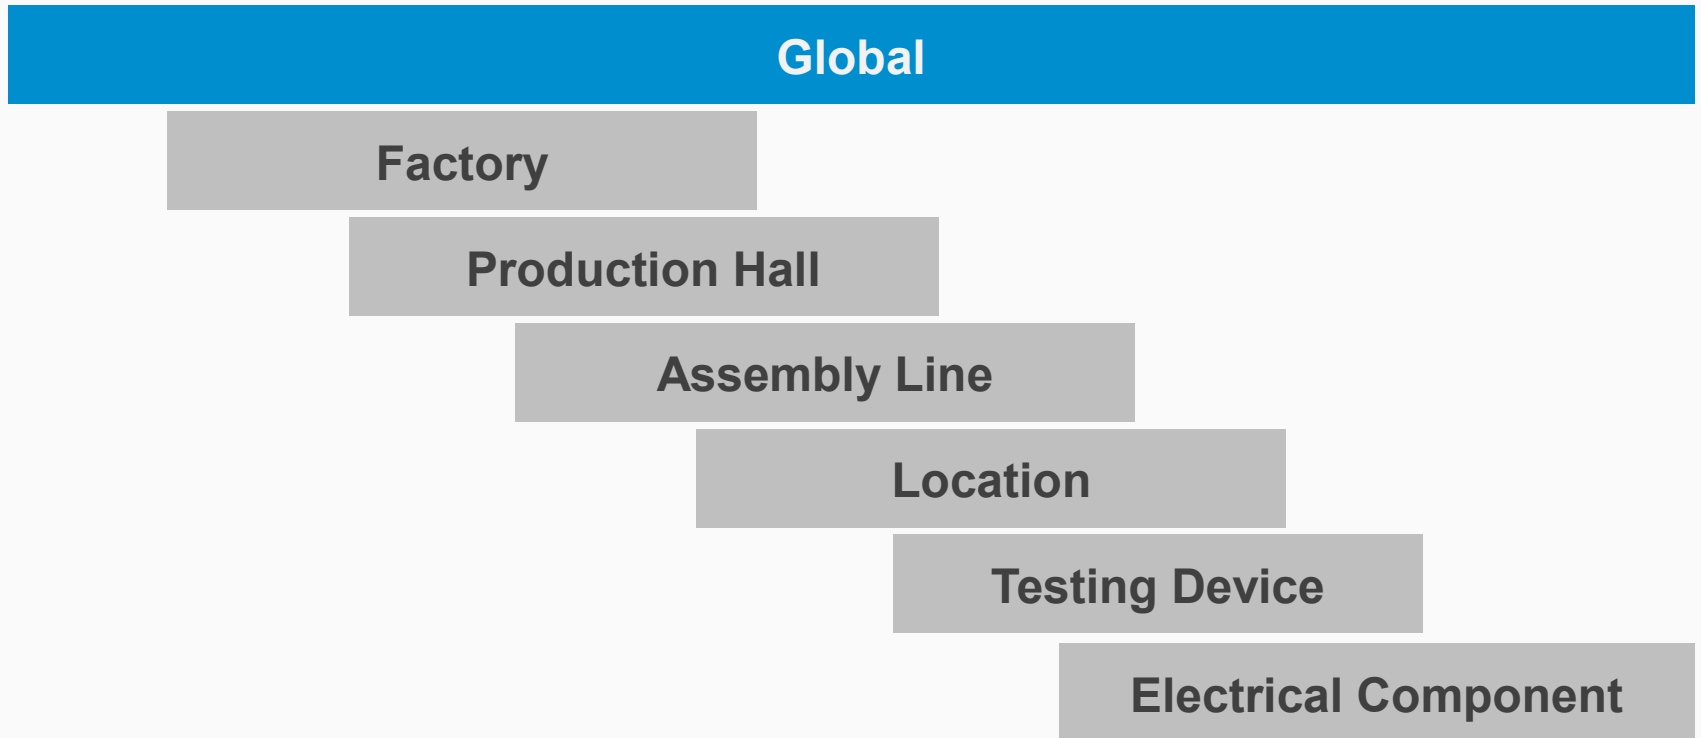 Global
Factory
Production Hall
Assembly Line
Location
Testing Device
Electrical Component